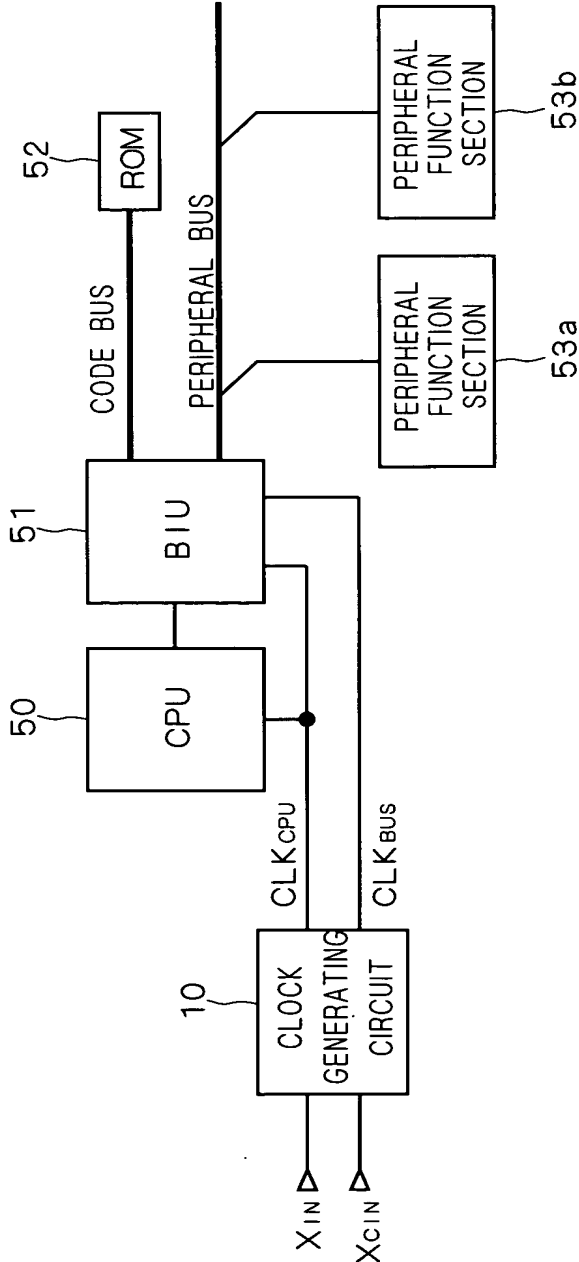 XIN
XCIN
10
CLOCK
GENERATING
CIRCUIT
CLKCPU
CLKBUS
50
CPU
51
BIU
CODE BUS
52
ROM
PERIPHERAL BUS
PERIPHERAL
FUNCTION
SECTION
53a
PERIPHERAL
FUNCTION
SECTION
53b